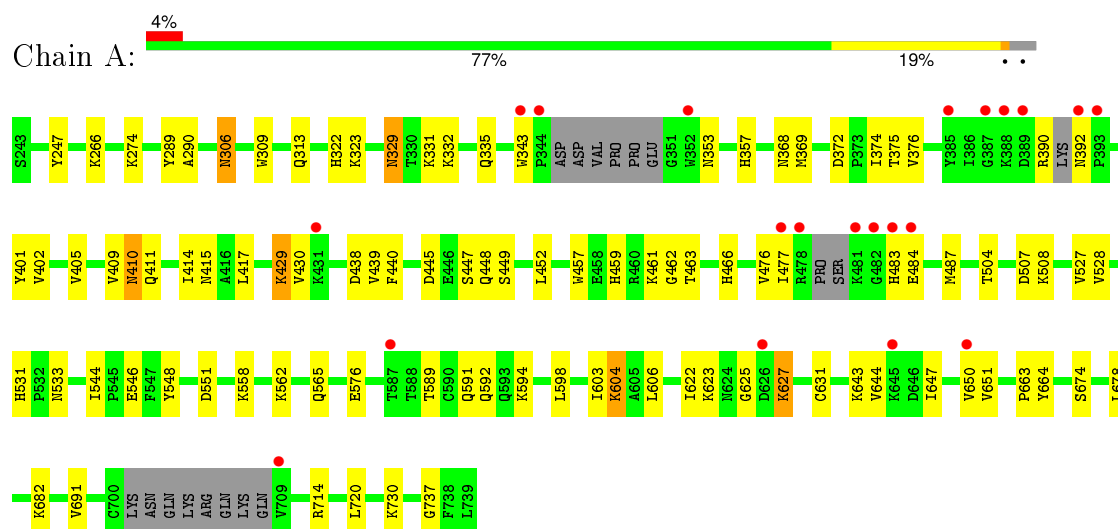 4%
Chain A:
77% 19% • •
S243 Y247 K266 K274 Y289 A290 N306 W309 Q313 H322 K323 N329 T330 K331 K332 Q335 W343 P344 ASP ASP VAL PRO PRO GLU G351 W352 N353 H357 N368 M369 D372 P373 I374 T375 V376 Y385 I386 G387 K388 D389 R390 LYS N392 P393
Y401 V402 V405 V409 N410 Q411 I414 N415 A416 L417 K429 V430 K431 D438 V439 F440 D445 E446 S447 Q448 S449 L452 W457 E458 H459 R460 K461 G462 T463 H466 V476 I477 R478 PRO SER K481 G482 H483 E484 M487 T504 D507 K508 V527 V528
H531 P532 N533 I544 P545 E546 F547 Y548 D551 K558 K562 Q565 E576 T587 T588 T589 C590 Q591 Q592 Q593 K594 L598 I603 K604 A605 L606 I622 K623 N624 G625 D626 K627 C631 K643 V644 K645 D646 I647 V650 V651 P663 Y664 S674 L678
K682 V691 C700 LYS ASN GLN LYS ARG GLN LYS GLN V709 R714 L720 K730 G737 F738 L739